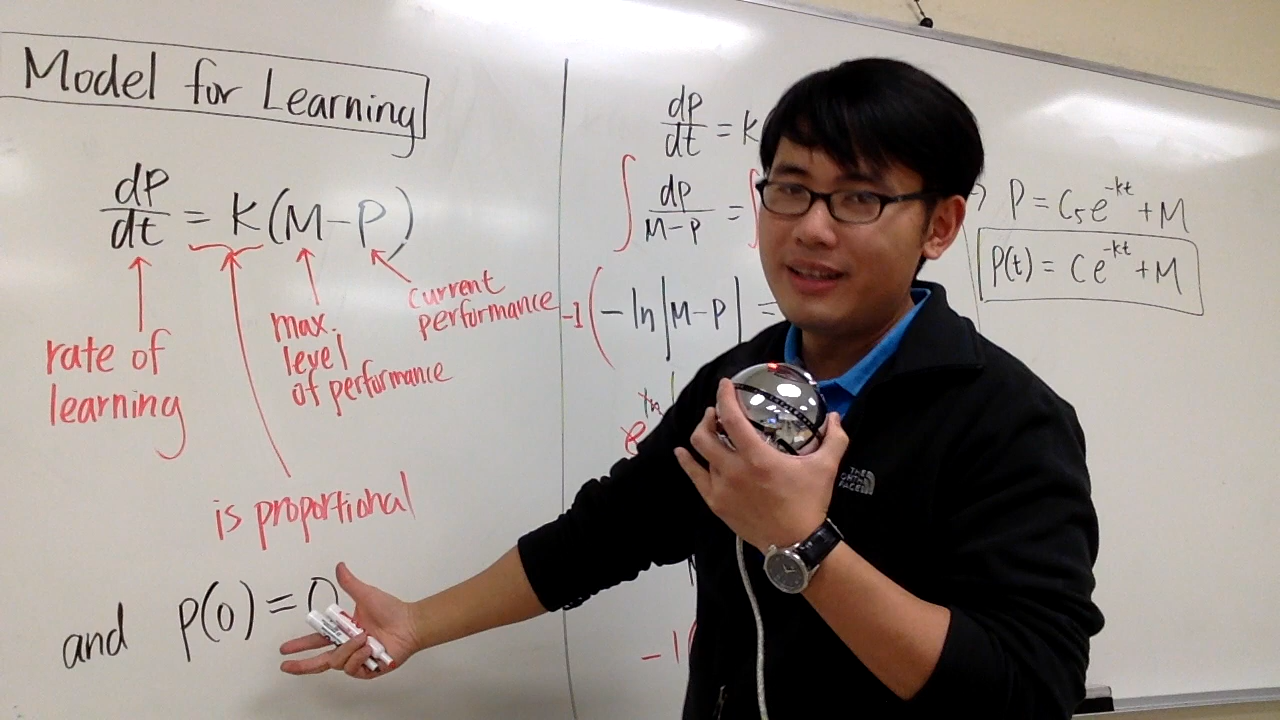 Model for Learning
dP/dt = K(M-P)
rate of learning
is proportional
max. level of performance
current performance
and P(0) = 0
dP/dt = K
∫ dP/M-P = ∫
-1(-ln|M-P| =
e
-1(
P = C₅e^-kt + M
P(t) = Ce^-kt + M
THE NORTH FACE